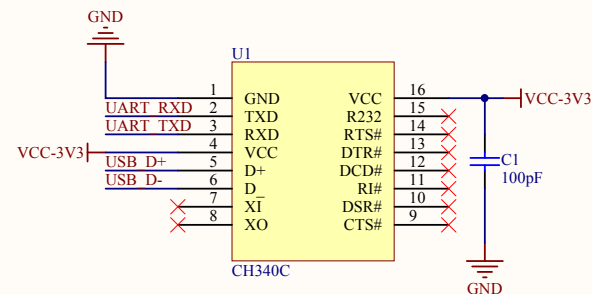 GND
U1
1 GND VCC 16
UART_RXD 2 TXD R232 15
UART_TXD 3 RXD RTS# 14
VCC-3V3 4 VCC DTR# 13
USB_D+ 5 D+ DCD# 12
USB_D- 6 D_ RI# 11
7 XI DSR# 10
8 XO CTS# 9
CH340C
VCC-3V3
C1
100pF
GND